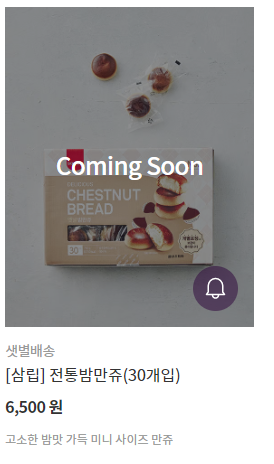 Coming Soon
CHESTNUT
BREAD
30
샛별배송
[삼립] 전통밤만쥬(30개입)
6,500 원
고소한 밤맛 가득 미니 사이즈 만쥬